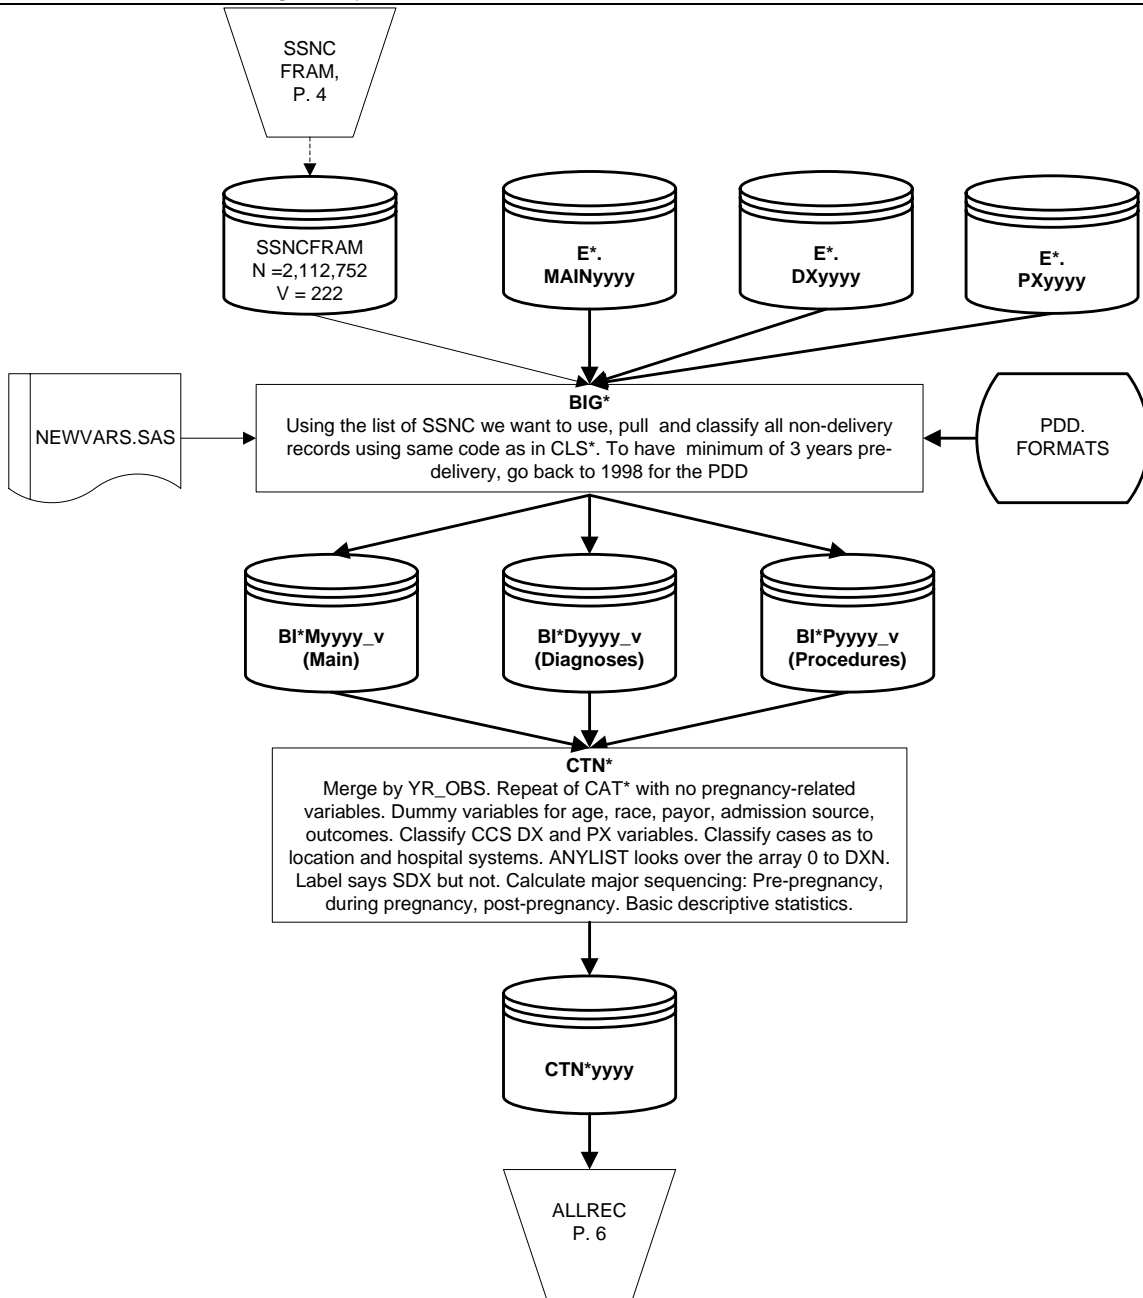 SSNC
FRAM,
P. 4
SSNCFRAM
N =2,112,752
V = 222
E*.
MAINyyyy
E*.
DXyyyy
E*.
PXyyyy
NEWVARS.SAS
BIG*
Using the list of SSNC we want to use, pull and classify all non-delivery
records using same code as in CLS*. To have minimum of 3 years pre-
delivery, go back to 1998 for the PDD
PDD.
FORMATS
BI*Myyyy_v
(Main)
BI*Dyyyy_v
(Diagnoses)
BI*Pyyyy_v
(Procedures)
CTN*
Merge by YR_OBS. Repeat of CAT* with no pregnancy-related
variables. Dummy variables for age, race, payor, admission source,
outcomes. Classify CCS DX and PX variables. Classify cases as to
location and hospital systems. ANYLIST looks over the array 0 to DXN.
Label says SDX but not. Calculate major sequencing: Pre-pregnancy,
during pregnancy, post-pregnancy. Basic descriptive statistics.
CTN*yyyy
ALLREC
P. 6